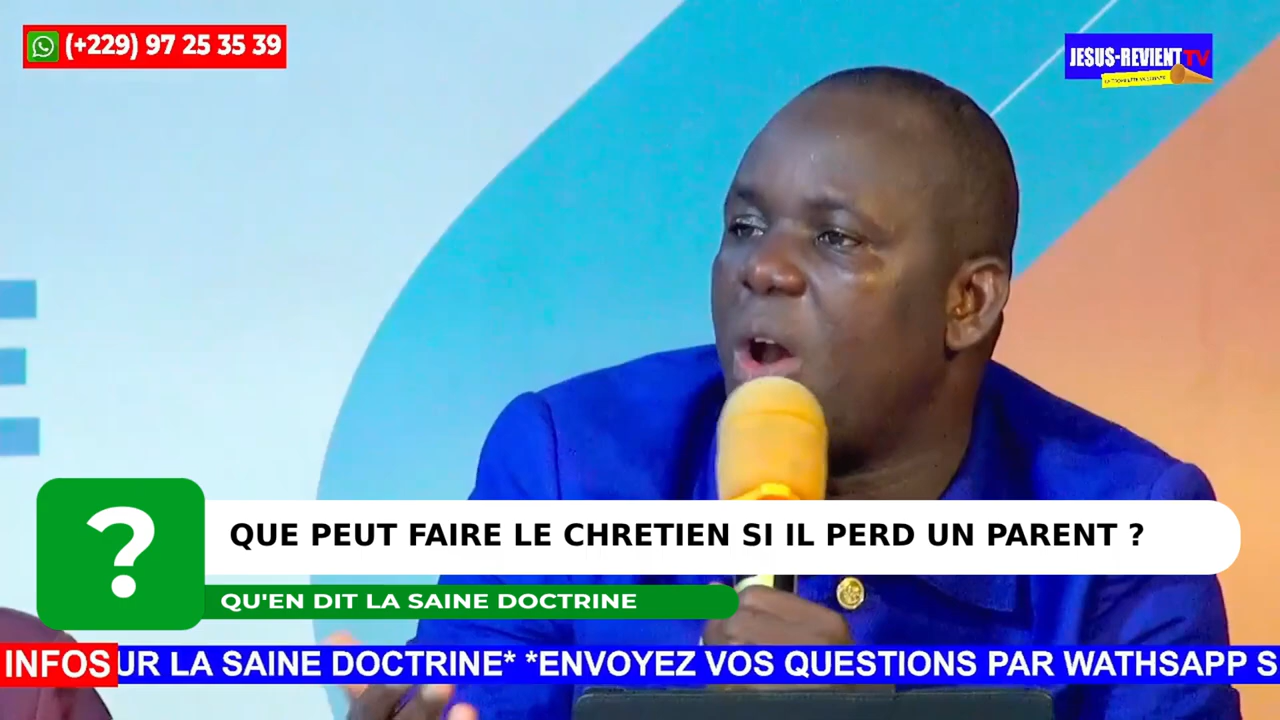 (+229) 97 25 35 39
JESUS-REVIENT TV
QUE PEUT FAIRE LE CHRETIEN SI IL PERD UN PARENT ?
?
QU'EN DIT LA SAINE DOCTRINE
INFOS UR LA SAINE DOCTRINE* *ENVOYEZ VOS QUESTIONS PAR WATHSAPP S